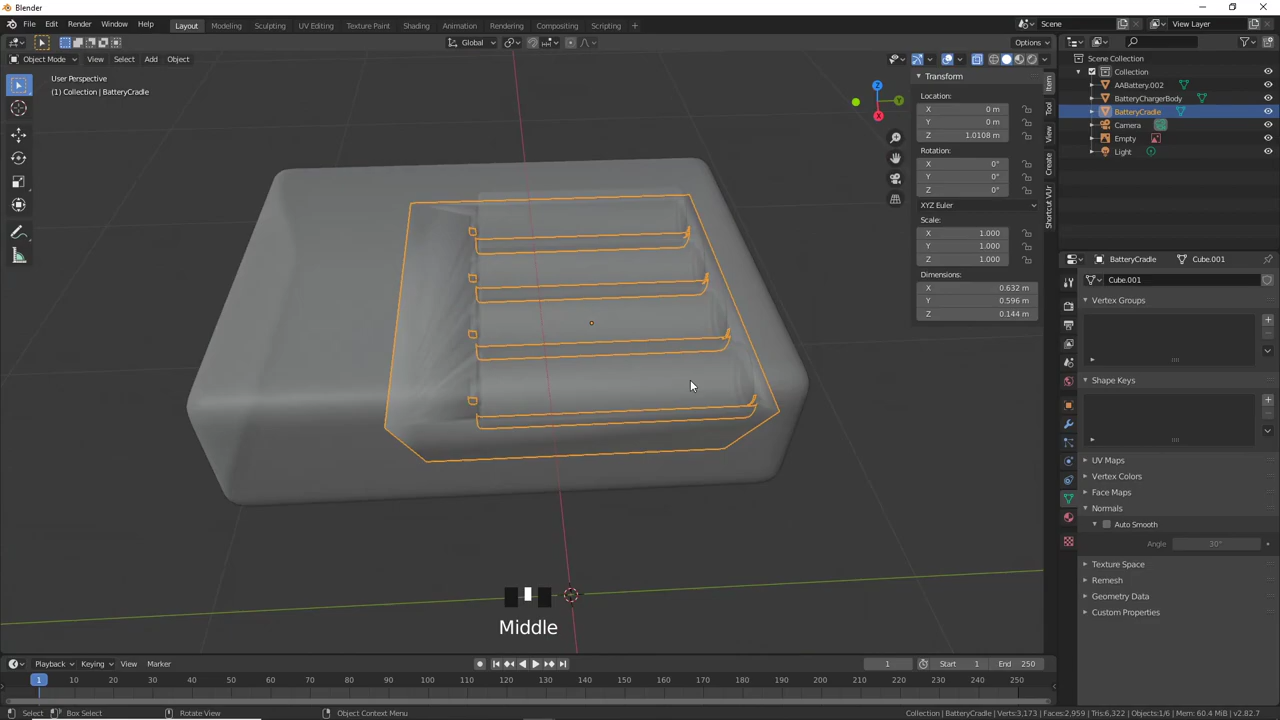 Blender
File Edit Render Window Help Layout Modeling Sculpting UV Editing Texture Paint Shading Animation Rendering Compositing Scripting + Scene View Layer
Global Options
Object Mode View Select Add Object
User Perspective
(1) Collection | BatteryCradle
Z
Y
X
Transform
Location:
X 0 m
Y 0 m
Z 1.0108 m
Rotation:
X 0°
Y 0°
Z 0°
XYZ Euler
Scale:
X 1.000
Y 1.000
Z 1.000
Dimensions:
X 0.632 m
Y 0.596 m
Z 0.144 m
Item
Tool
View
Create
Shortcut VUr
Scene Collection
Collection
AABattery.002
BatteryChargerBody
BatteryCradle
Camera
Empty
Light
BatteryCradle Cube.001
Cube.001
Vertex Groups
Shape Keys
UV Maps
Vertex Colors
Face Maps
Normals
Auto Smooth
Angle 30°
Texture Space
Remesh
Geometry Data
Custom Properties
Middle
Playback Keying View Marker 1 Start 1 End 250
1 10 20 30 40 50 60 70 80 90 100 110 120 130 140 150 160 170 180 190 200 210 220 230 240 250
Select Box Select Rotate View Object Context Menu Collection | BatteryCradle | Verts:3,173 | Faces:2,959 | Tris:6,322 | Objects:1/6 | Mem: 60.4 MiB | v2.82.7